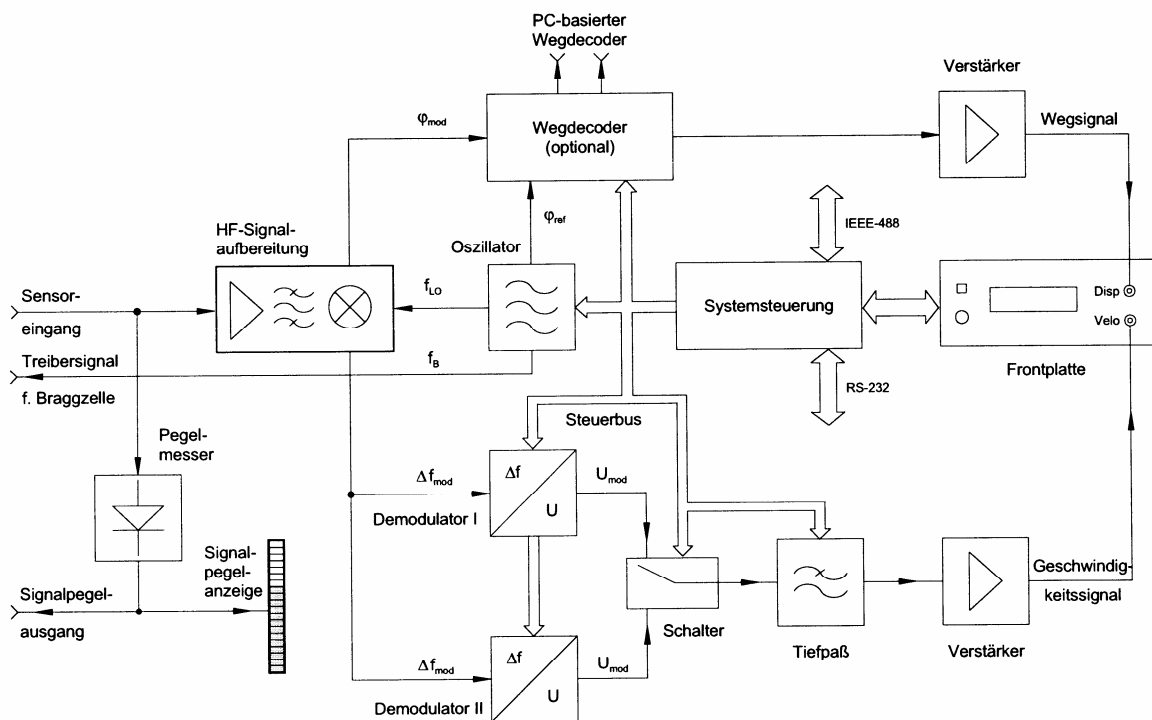 PC-basierter
Wegdecoder
Verstärker
φmod
Wegdecoder
(optional)
Wegsignal
φref
IEEE-488
HF-Signal-
aufbereitung
Oszillator
fLO
Systemsteuerung
Disp
Velo
Sensor-
eingang
Treibersignal
fB
f. Braggzelle
Frontplatte
RS-232
Steuerbus
Pegel-
messer
Δf
U
Δfmod
Umod
Demodulator I
Signal-
pegel-
anzeige
Geschwindig-
keitssignal
Signalpegel-
ausgang
Schalter
Tiefpaß
Verstärker
Δf
U
Δfmod
Umod
Demodulator II